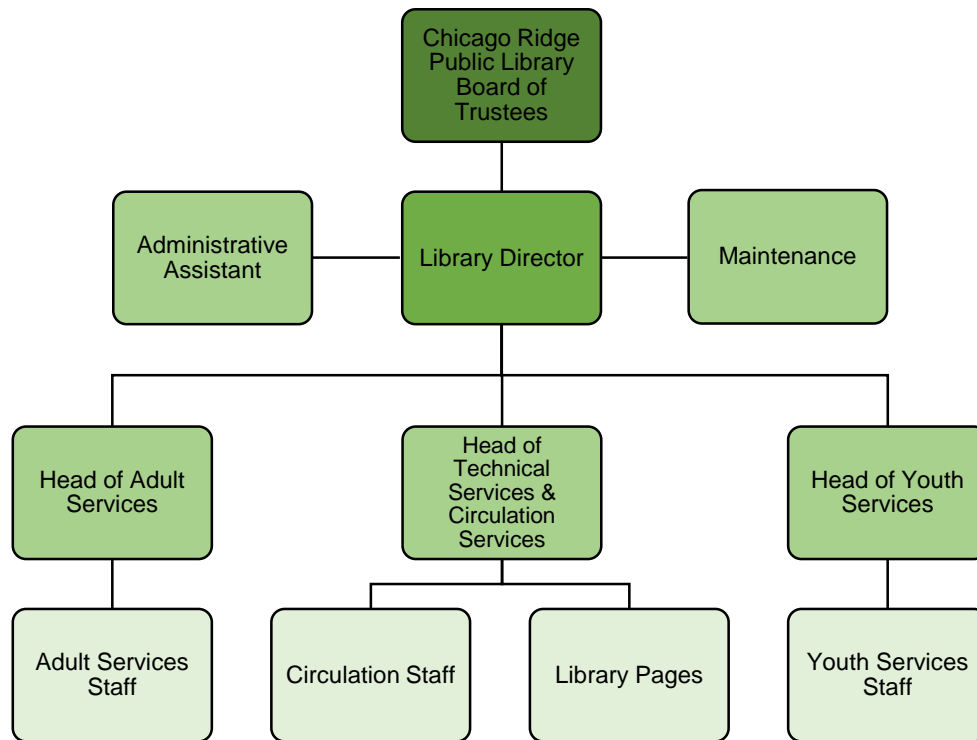 Chicago Ridge
Public Library
Board of
Trustees
Administrative
Assistant
Library Director
Maintenance
Head of Adult
Services
Head of
Technical
Services &
Circulation
Services
Head of Youth
Services
Adult Services
Staff
Circulation Staff
Library Pages
Youth Services
Staff